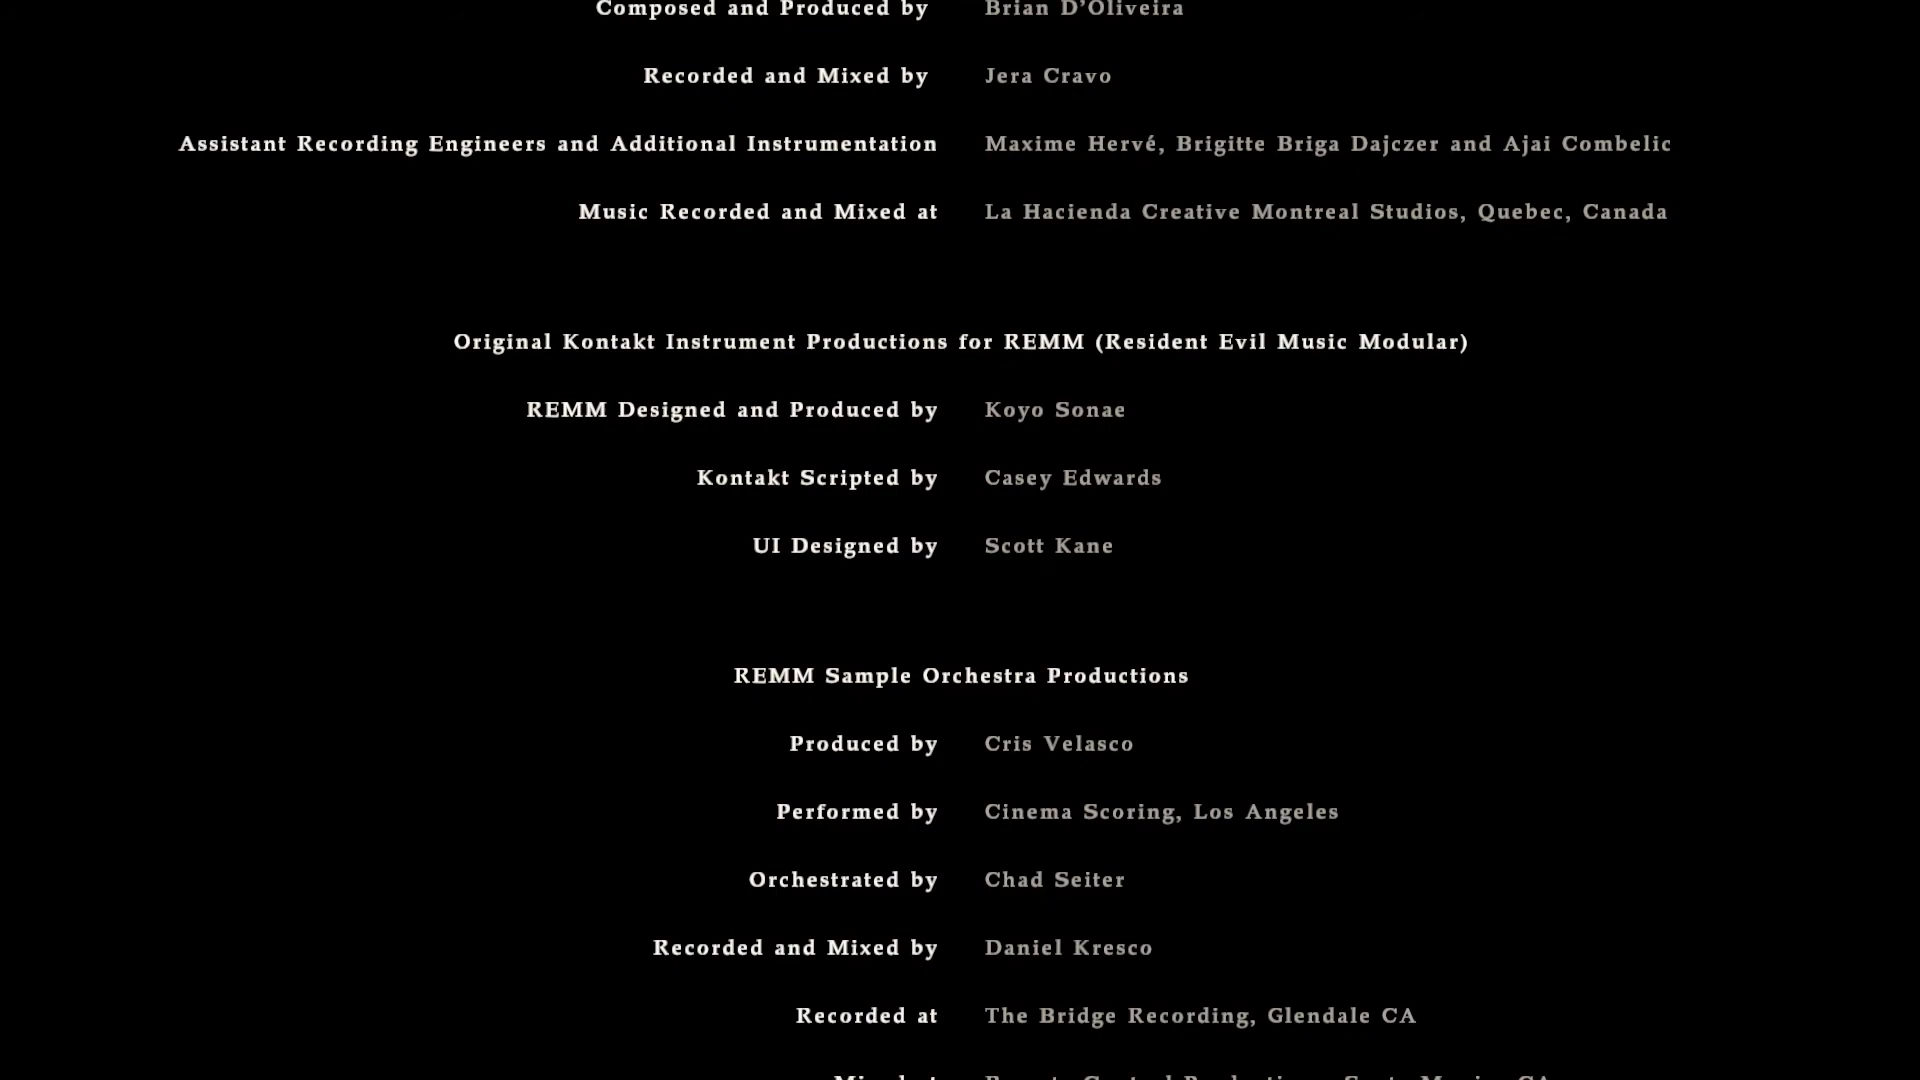 Composed and Produced by Brian D’Oliveira
Recorded and Mixed by Jera Cravo
Assistant Recording Engineers and Additional Instrumentation Maxime Hervé, Brigitte Briga Dajczer and Ajai Combelic
Music Recorded and Mixed at La Hacienda Creative Montreal Studios, Quebec, Canada
Original Kontakt Instrument Productions for REMM (Resident Evil Music Modular)
REMM Designed and Produced by Koyo Sonae
Kontakt Scripted by Casey Edwards
UI Designed by Scott Kane
REMM Sample Orchestra Productions
Produced by Cris Velasco
Performed by Cinema Scoring, Los Angeles
Orchestrated by Chad Seiter
Recorded and Mixed by Daniel Kresco
Recorded at The Bridge Recording, Glendale CA